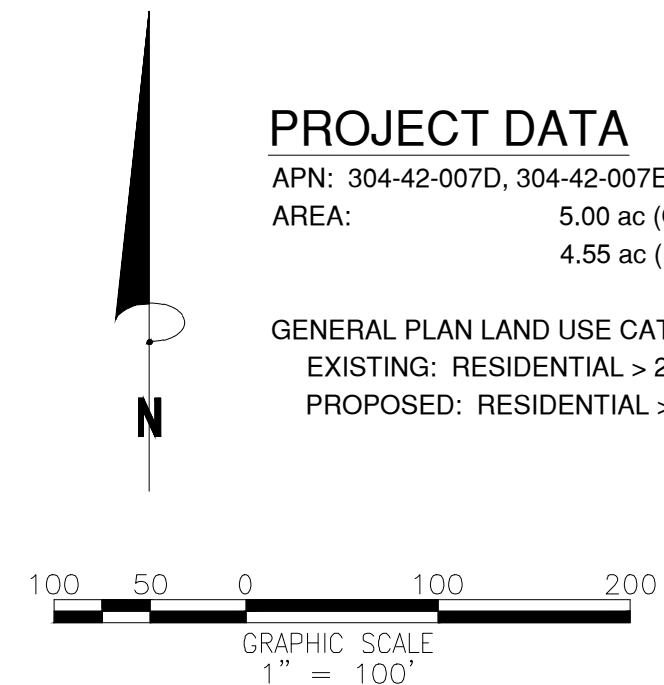 PROJECT DATA
APN: 304-42-007D, 304-42-007E
AREA: 5.00 ac (
4.55 ac (
GENERAL PLAN LAND USE CAT
EXISTING: RESIDENTIAL > 2
PROPOSED: RESIDENTIAL >
N
100 50 0 100 200
GRAPHIC SCALE
1" = 100'